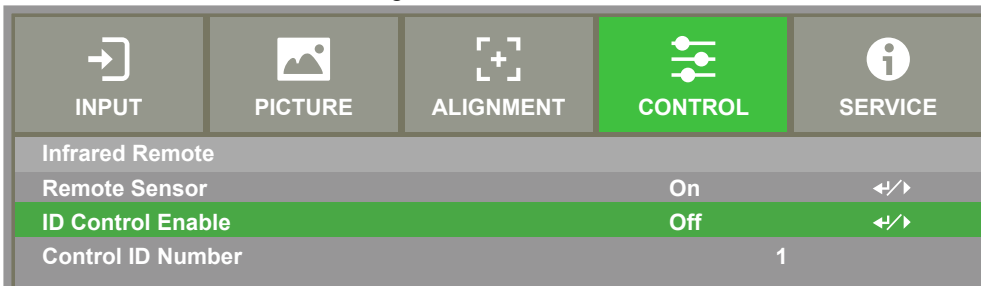 INPUT PICTURE ALIGNMENT CONTROL SERVICE
Infrared Remote
Remote Sensor On
ID Control Enable Off
Control ID Number 1